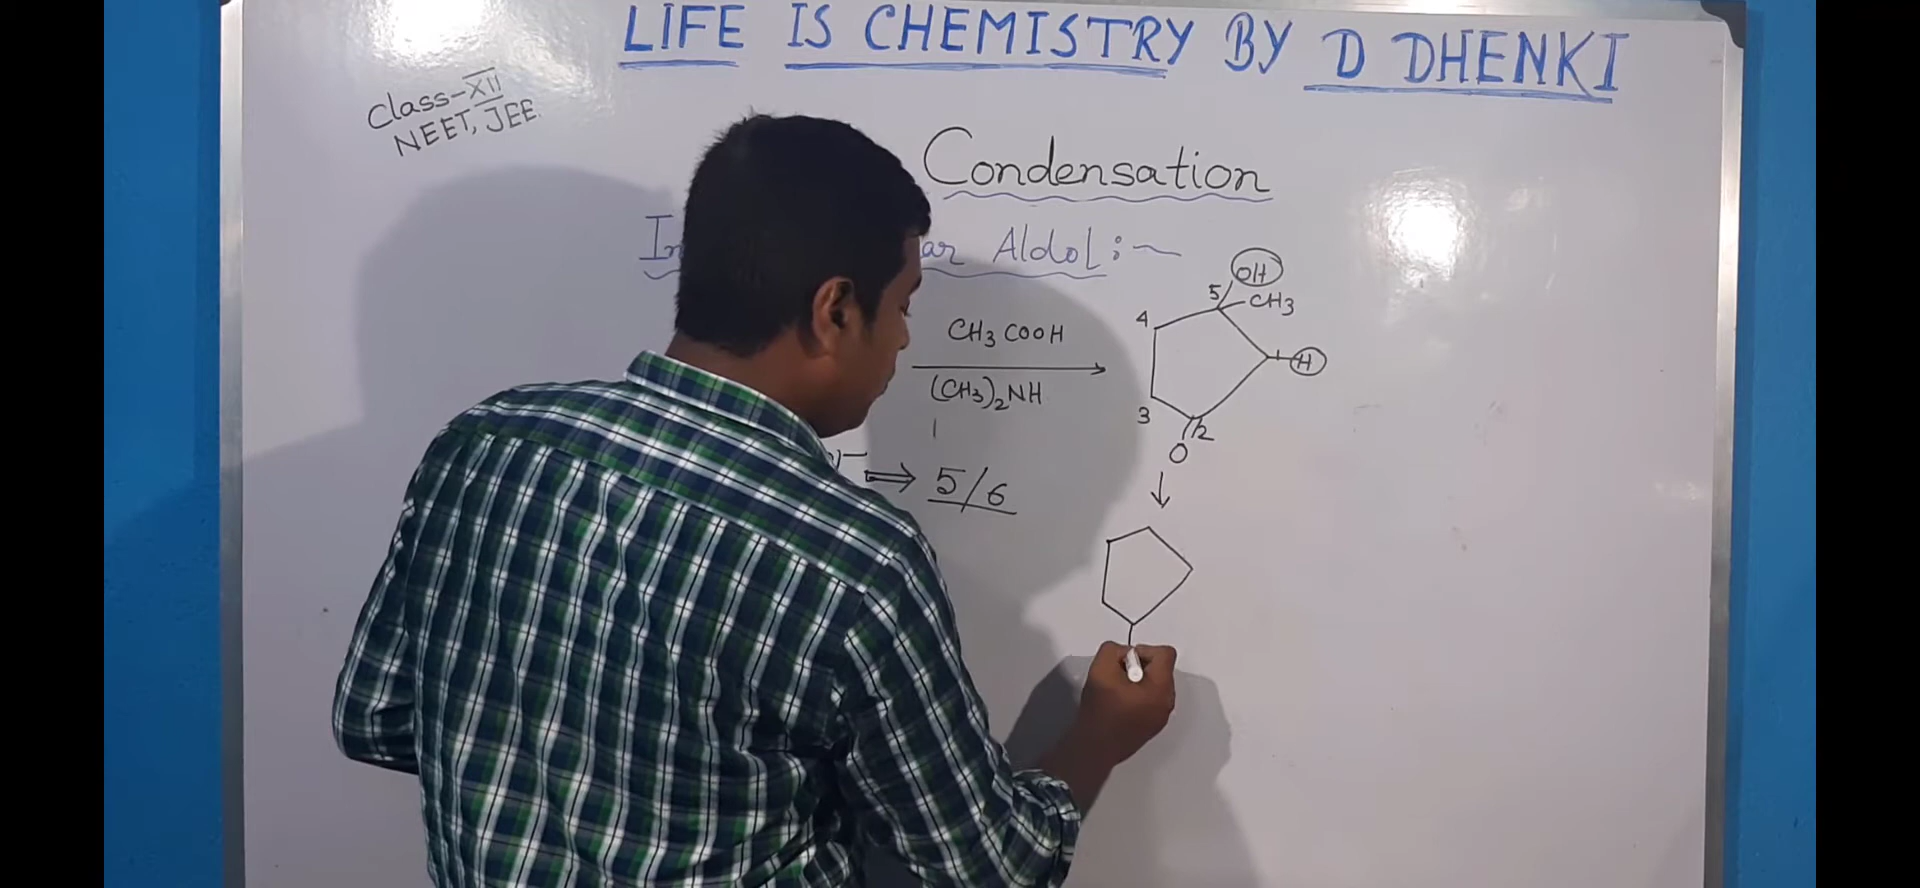 LIFE IS CHEMISTRY BY D DHENKI
Class-XII
NEET, JEE.
Condensation
Aldol :~
CH3COOH
(CH3)2NH
5/6
OH
5
CH3
4
1
H
3
2
O